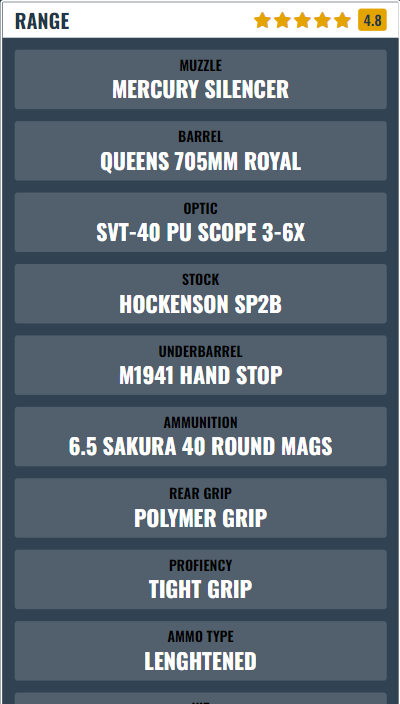 RANGE 4.8
MUZZLE
MERCURY SILENCER
BARREL
QUEENS 705MM ROYAL
OPTIC
SVT-40 PU SCOPE 3-6X
STOCK
HOCKENSON SP2B
UNDERBARREL
M1941 HAND STOP
AMMUNITION
6.5 SAKURA 40 ROUND MAGS
REAR GRIP
POLYMER GRIP
PROFIENCY
TIGHT GRIP
AMMO TYPE
LENGHTENED